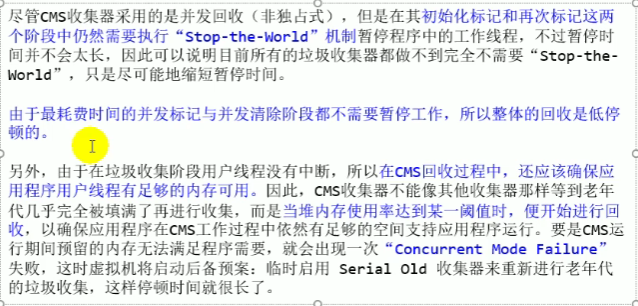 尽管CMS收集器采用的是并发回收（非独占式），但是在其初始化标记和再次标记这两
个阶段中仍然需要执行“Stop-the-World”机制暂停程序中的工作线程，不过暂停时
间并不会太长，因此可以说明目前所有的垃圾收集器都做不到完全不需要“Stop-the-
World”，只是尽可能地缩短暂停时间。
由于最耗费时间的并发标记与并发清除阶段都不需要暂停工作，所以整体的回收是低停
顿的。
另外，由于在垃圾收集阶段用户线程没有中断，所以在CMS回收过程中，还应该确保应
用程序用户线程有足够的内存可用。因此，CMS收集器不能像其他收集器那样等到老年
代几乎完全被填满了再进行收集，而是当堆内存使用率达到某一阈值时，便开始进行回
收，以确保应用程序在CMS工作过程中依然有足够的空间支持应用程序运行。要是CMS运
行期间预留的内存无法满足程序需要，就会出现一次“Concurrent Mode Failure”
失败，这时虚拟机将启动后备预案：临时启用 Serial Old 收集器来重新进行老年代
的垃圾收集，这样停顿时间就很长了。